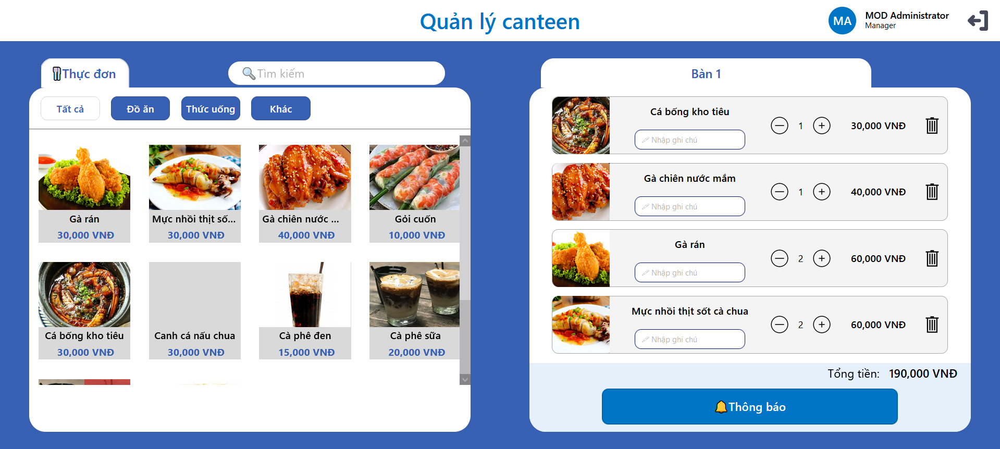 Quản lý canteen
MA
MOD Administrator
Manager
Thực đơn
Tìm kiếm
Tất cả
Đồ ăn
Thức uống
Khác
Gà rán
30,000 VNĐ
Mực nhồi thịt số...
30,000 VNĐ
Gà chiên nước ...
40,000 VNĐ
Gỏi cuốn
10,000 VNĐ
Cá bống kho tiêu
30,000 VNĐ
Canh cá nấu chua
30,000 VNĐ
Cà phê đen
15,000 VNĐ
Cà phê sữa
20,000 VNĐ
Bàn 1
Cá bống kho tiêu
Nhập ghi chú
1
30,000 VNĐ
Gà chiên nước mắm
Nhập ghi chú
1
40,000 VNĐ
Gà rán
Nhập ghi chú
2
60,000 VNĐ
Mực nhồi thịt sốt cà chua
Nhập ghi chú
2
60,000 VNĐ
Tổng tiền: 190,000 VNĐ
Thông báo